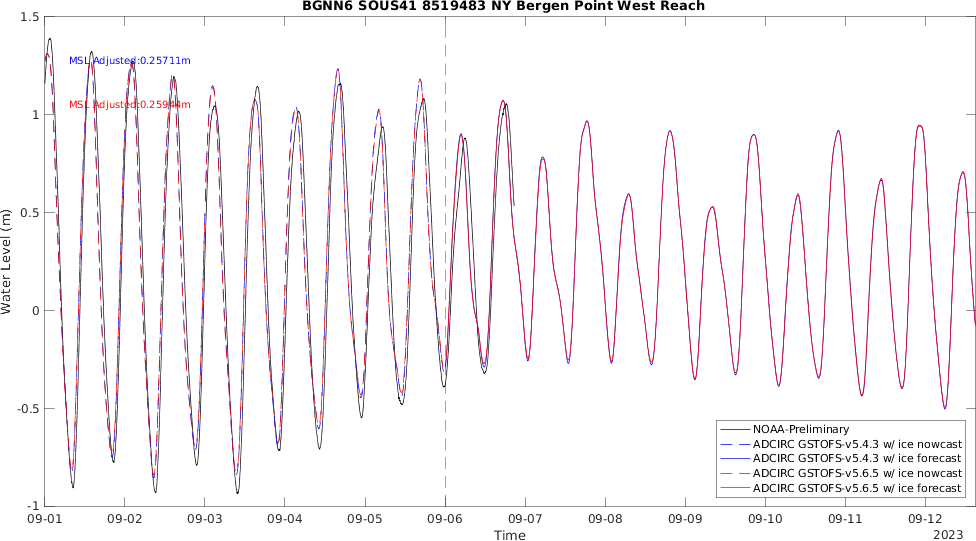 BGNN6 SOUS41 8519483 NY Bergen Point West Reach
1.5
1
0.5
0
-0.5
-1
Water Level (m)
MSL Adjusted:0.25711m
MSL Adjusted:0.25944m
NOAA-Preliminary
ADCIRC GSTOFS-v5.4.3 w/ ice nowcast
ADCIRC GSTOFS-v5.4.3 w/ ice forecast
ADCIRC GSTOFS-v5.6.5 w/ ice nowcast
ADCIRC GSTOFS-v5.6.5 w/ ice forecast
09-01 09-02 09-03 09-04 09-05 09-06 09-07 09-08 09-09 09-10 09-11 09-12
Time
2023